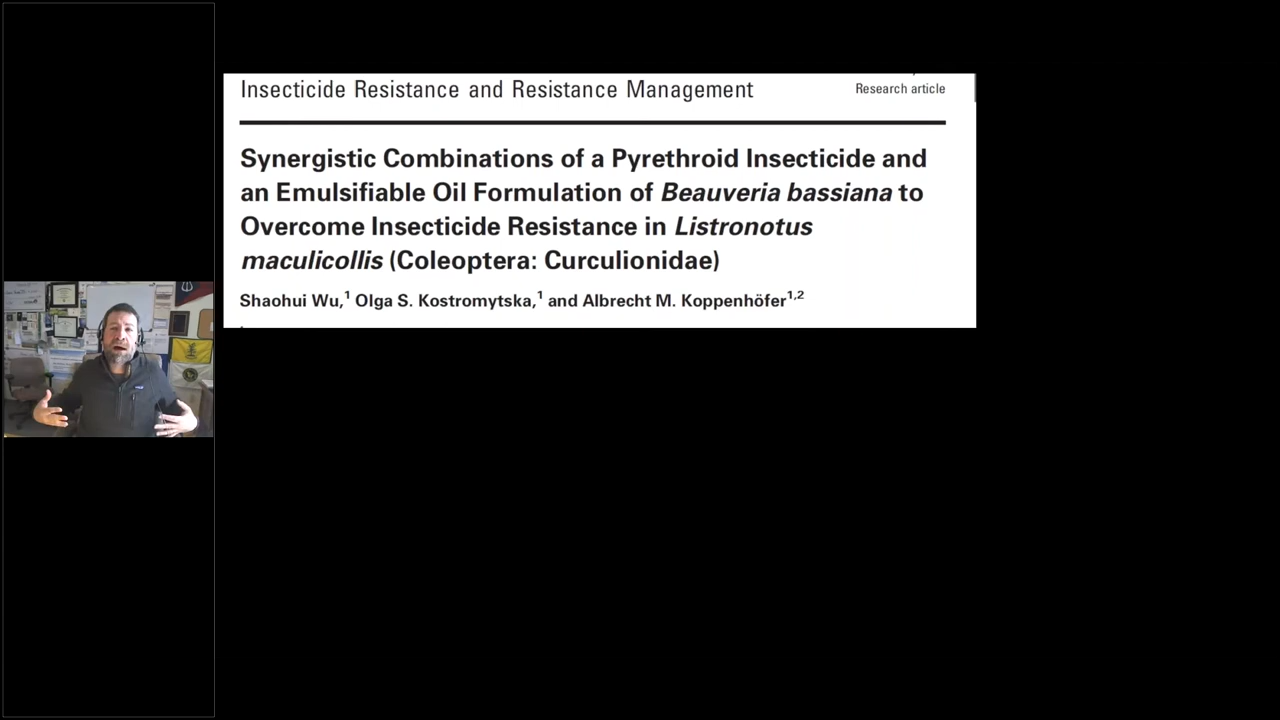 Insecticide Resistance and Resistance Management
Research article
Synergistic Combinations of a Pyrethroid Insecticide and
an Emulsifiable Oil Formulation of Beauveria bassiana to
Overcome Insecticide Resistance in Listronotus
maculicollis (Coleoptera: Curculionidae)
Shaohui Wu,1 Olga S. Kostromytska,1 and Albrecht M. Koppenhöfer1,2